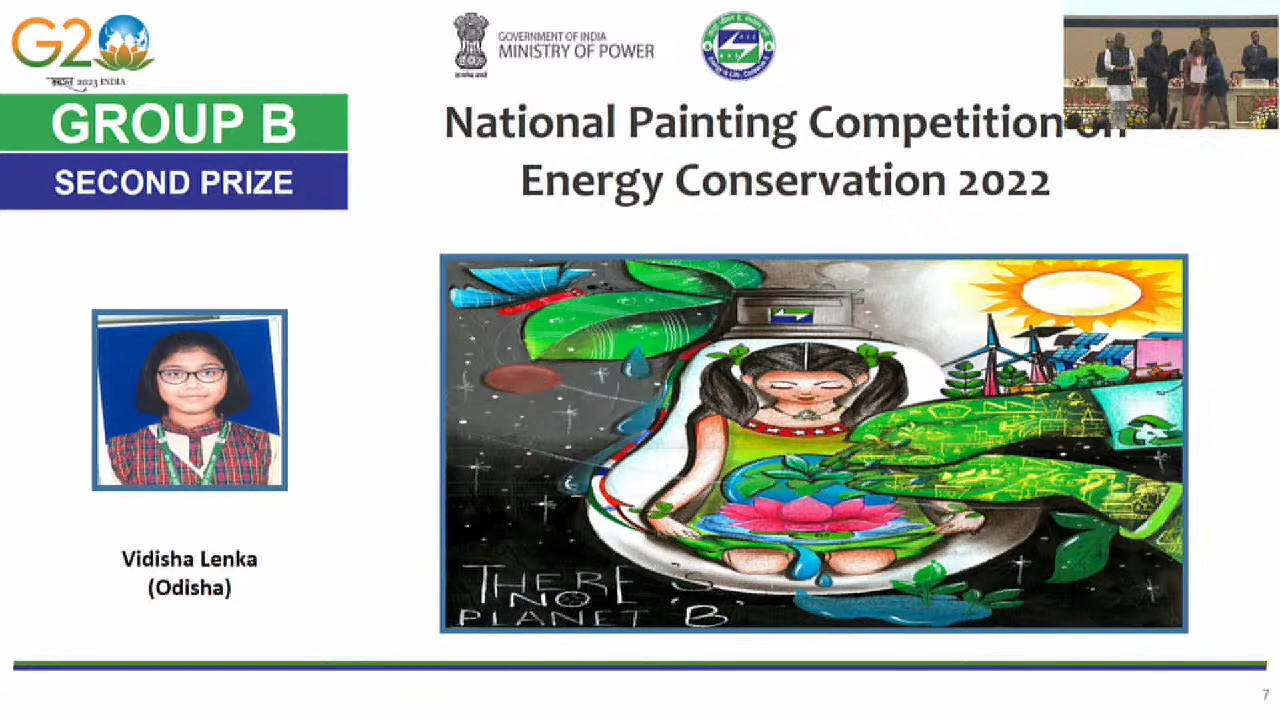 G20
2023 INDIA
GOVERNMENT OF INDIA
MINISTRY OF POWER
GROUP B
SECOND PRIZE
National Painting Competition on
Energy Conservation 2022
Vidisha Lenka
(Odisha)
THERE 'S
NO
PLANET 'B'
7